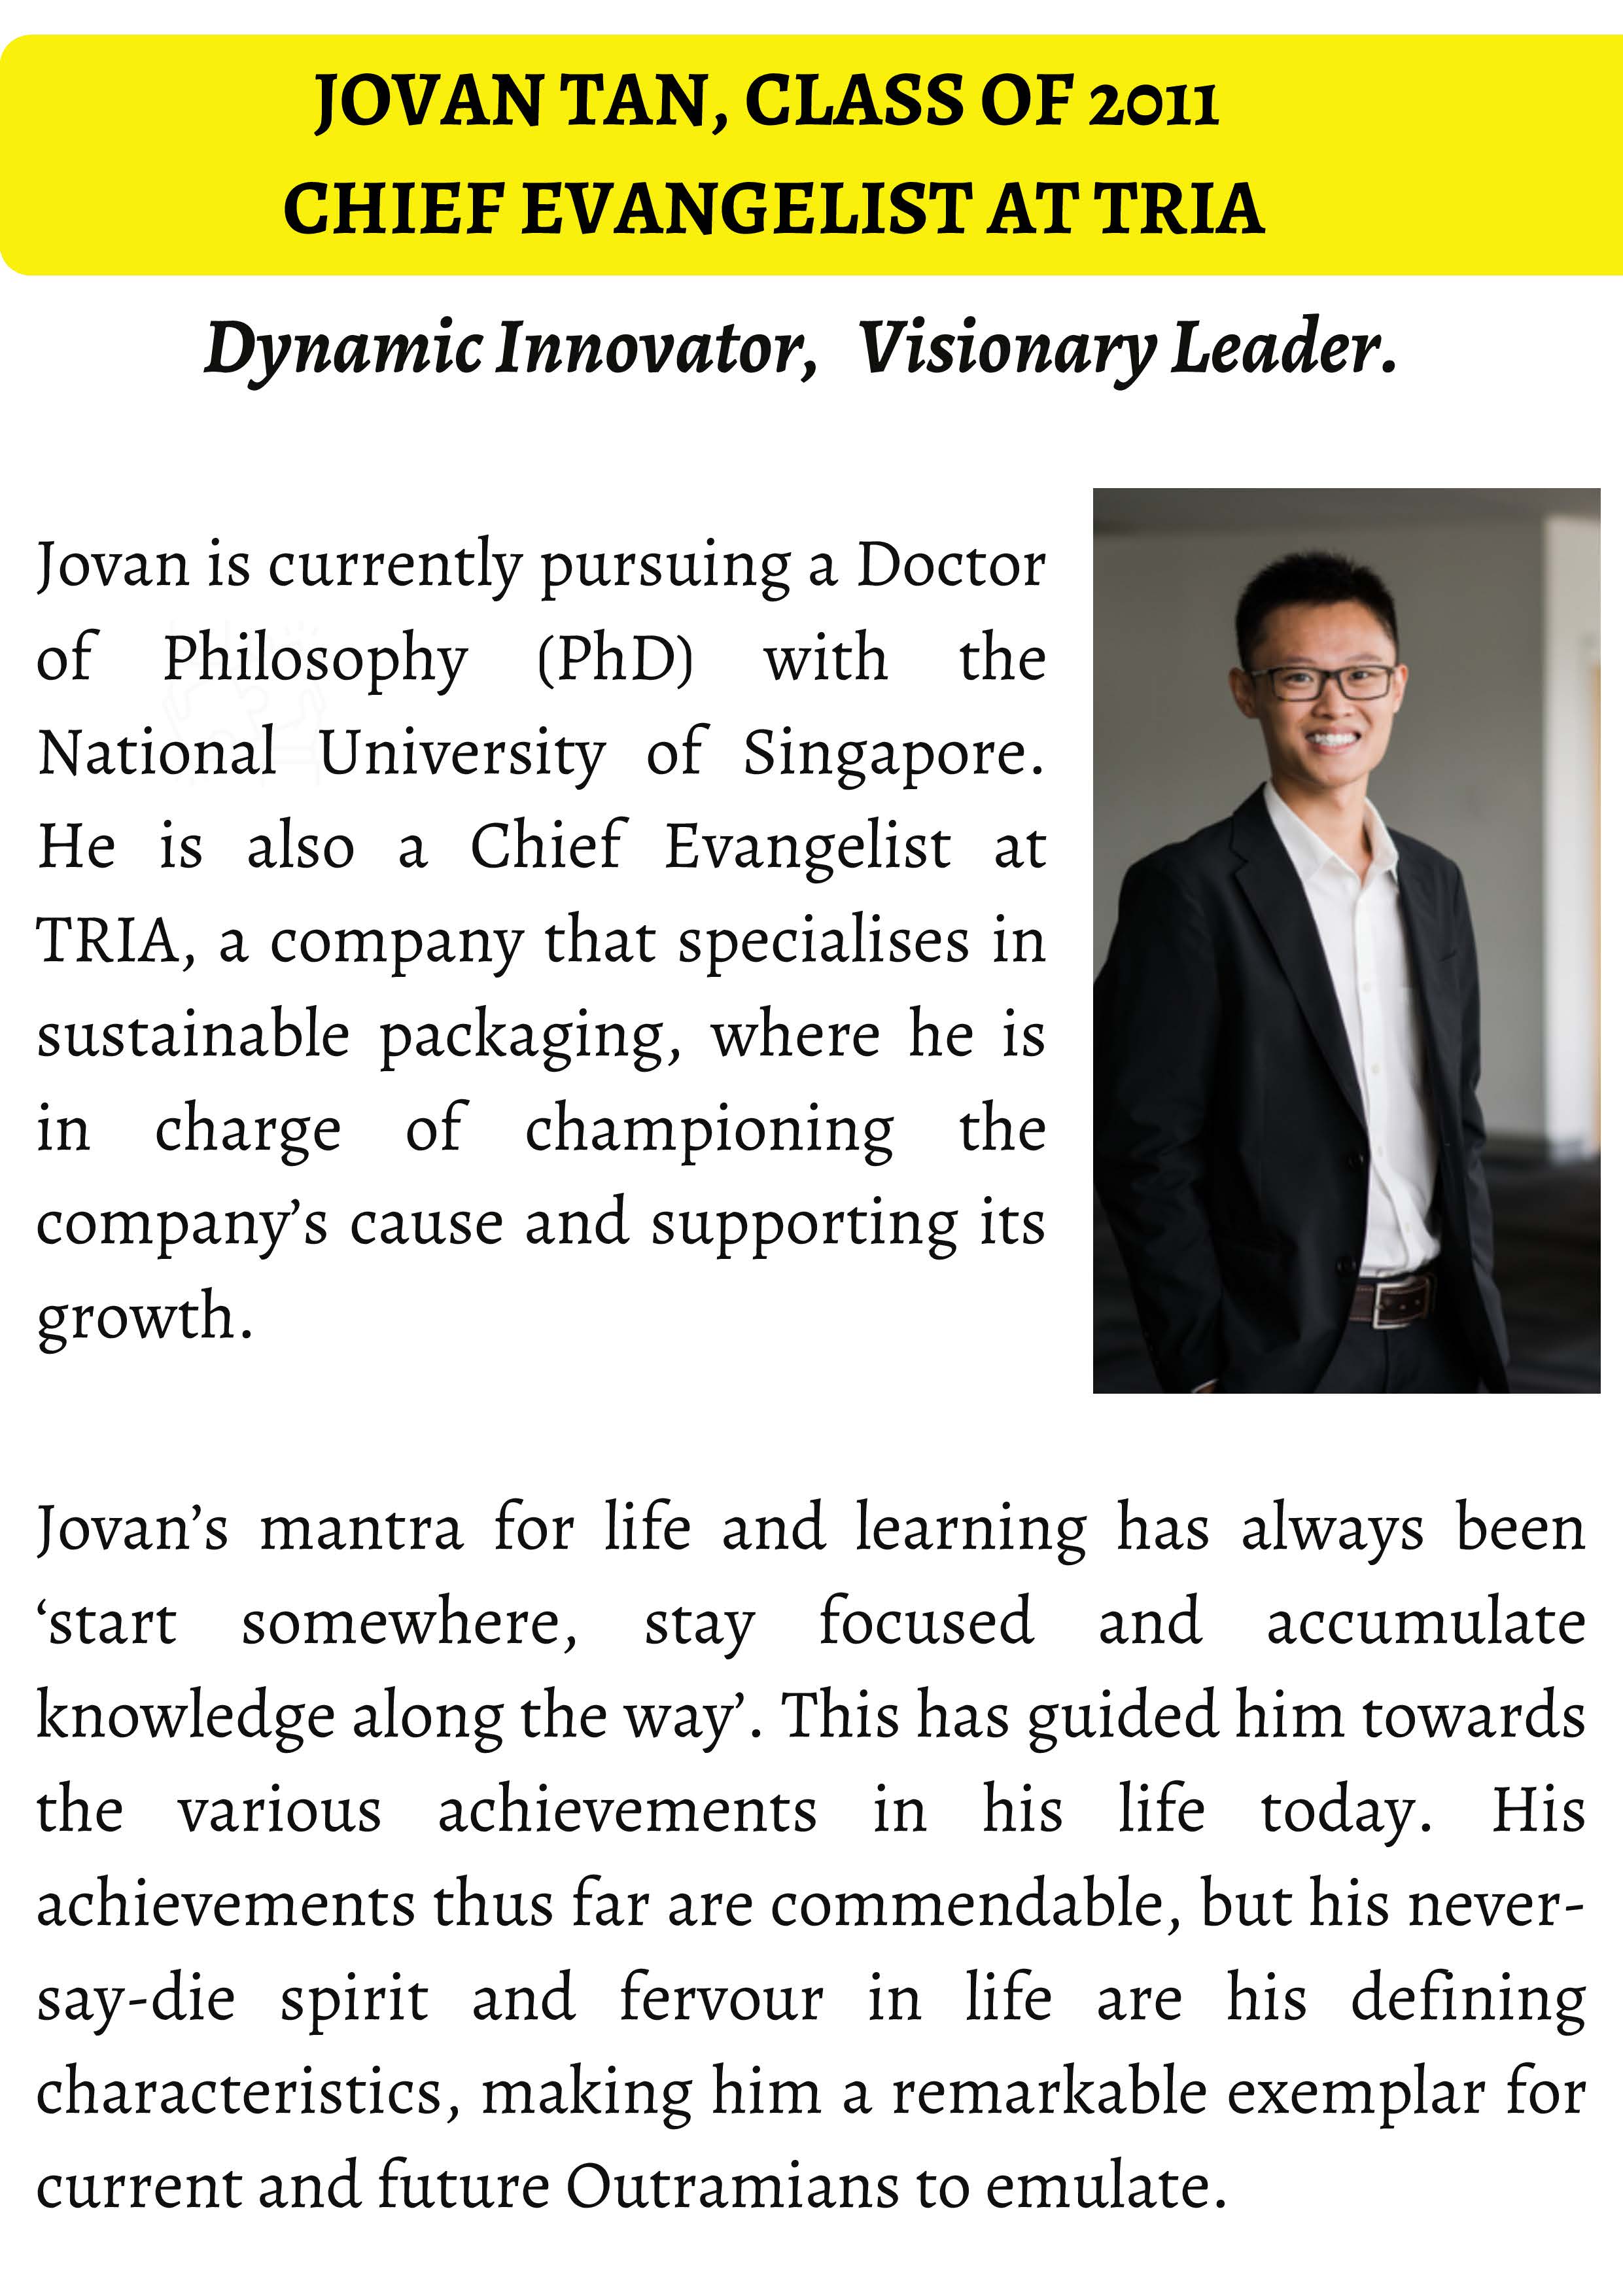 JOVAN TAN, CLASS OF 2011
CHIEF EVANGELIST AT TRIA
Dynamic Innovator, Visionary Leader.
Jovan is currently pursuing a Doctor
of Philosophy (PhD) with the
National University of Singapore.
He is also a Chief Evangelist at
TRIA, a company that specialises in
sustainable packaging, where he is
in charge of championing the
company’s cause and supporting its
growth.
Jovan’s mantra for life and learning has always been
‘start somewhere, stay focused and accumulate
knowledge along the way’. This has guided him towards
the various achievements in his life today. His
achievements thus far are commendable, but his never-
say-die spirit and fervour in life are his defining
characteristics, making him a remarkable exemplar for
current and future Outramians to emulate.